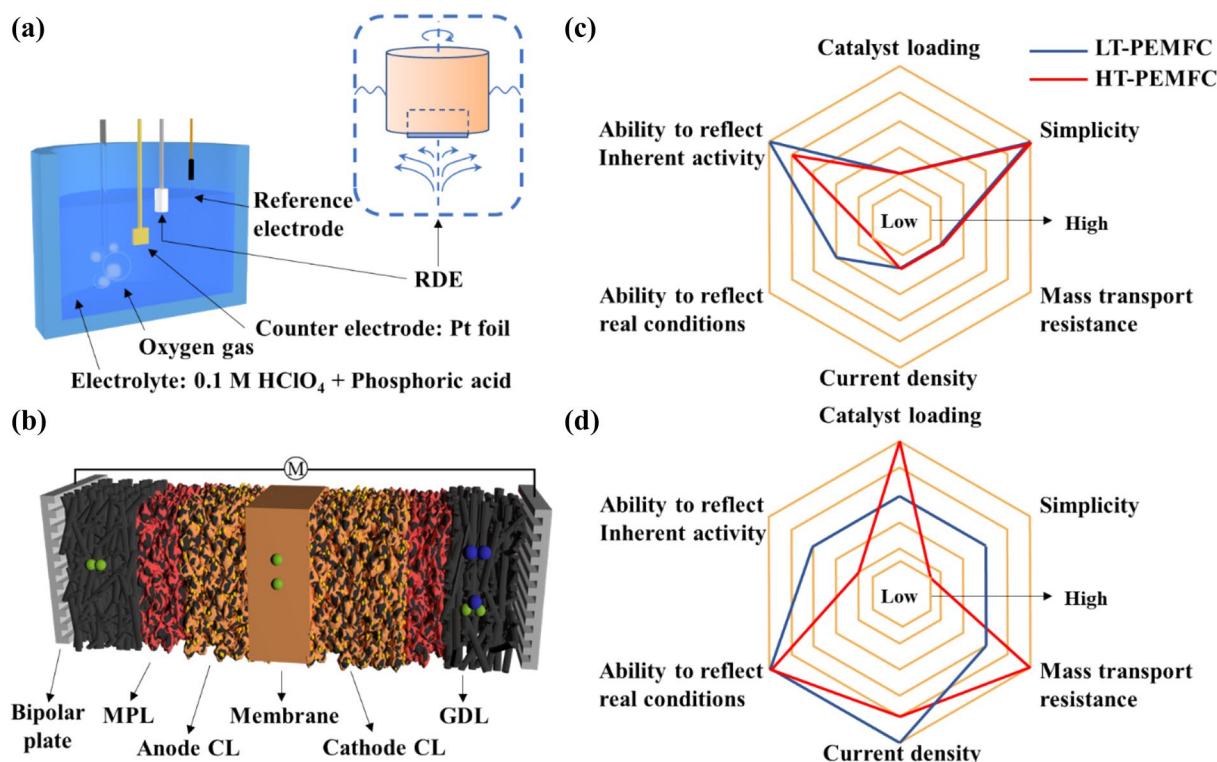 (a)
Reference
electrode
RDE
Counter electrode: Pt foil
Oxygen gas
Electrolyte: 0.1 M HClO₄ + Phosphoric acid
(b)
M
Bipolar
plate
MPL
Anode CL
Membrane
Cathode CL
GDL
(c)
LT-PEMFC
HT-PEMFC
Catalyst loading
Ability to reflect
Inherent activity
Simplicity
Low
High
Ability to reflect
real conditions
Mass transport
resistance
Current density
(d)
Catalyst loading
Ability to reflect
Inherent activity
Simplicity
Low
High
Ability to reflect
real conditions
Mass transport
resistance
Current density